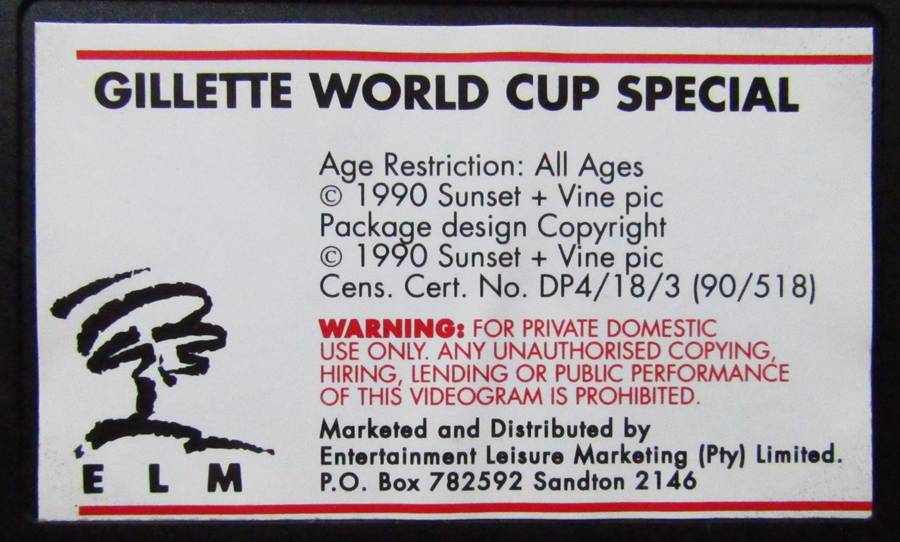 GILLETTE WORLD CUP SPECIAL
Age Restriction: All Ages
© 1990 Sunset + Vine pic
Package design Copyright
© 1990 Sunset + Vine pic
Cens. Cert. No. DP4/18/3 (90/518)
WARNING: FOR PRIVATE DOMESTIC
USE ONLY. ANY UNAUTHORISED COPYING,
HIRING, LENDING OR PUBLIC PERFORMANCE
OF THIS VIDEOGRAM IS PROHIBITED.
Marketed and Distributed by
Entertainment Leisure Marketing (Pty) Limited.
P.O. Box 782592 Sandton 2146
E L M